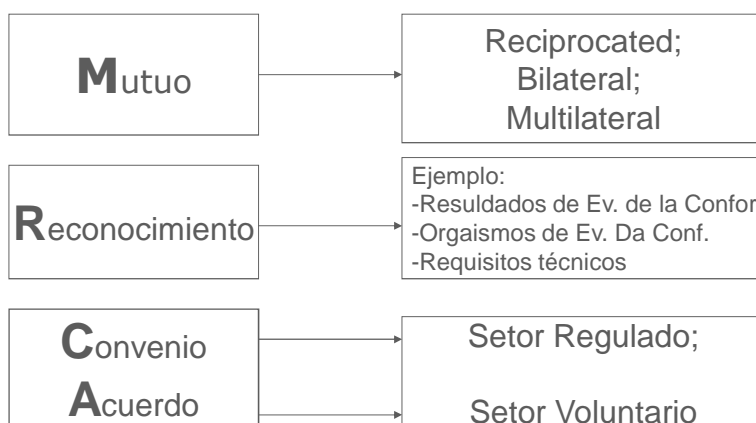 Mutuo
Reciprocated;
Bilateral;
Multilateral
Reconocimiento
Ejemplo:
-Resuldados de Ev. de la Confor
-Orgaismos de Ev. Da Conf.
-Requisitos técnicos
Convenio
Acuerdo
Setor Regulado;
Setor Voluntario